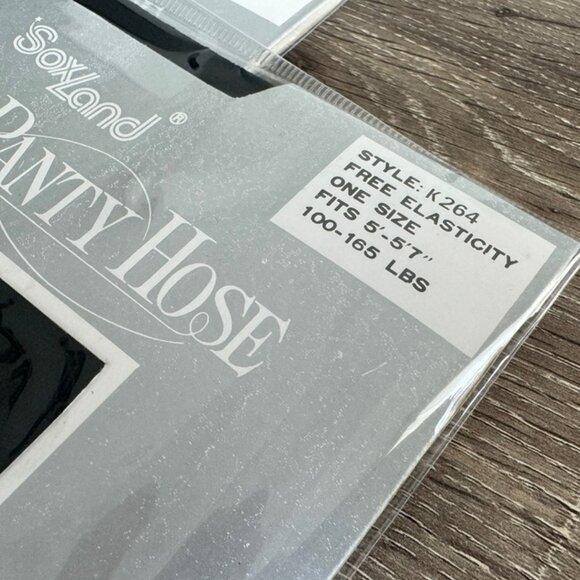 SoxLand®
PANTY HOSE
STYLE: K264
FREE ELASTICITY
ONE SIZE
FITS 5'-5'7"
100-165 LBS